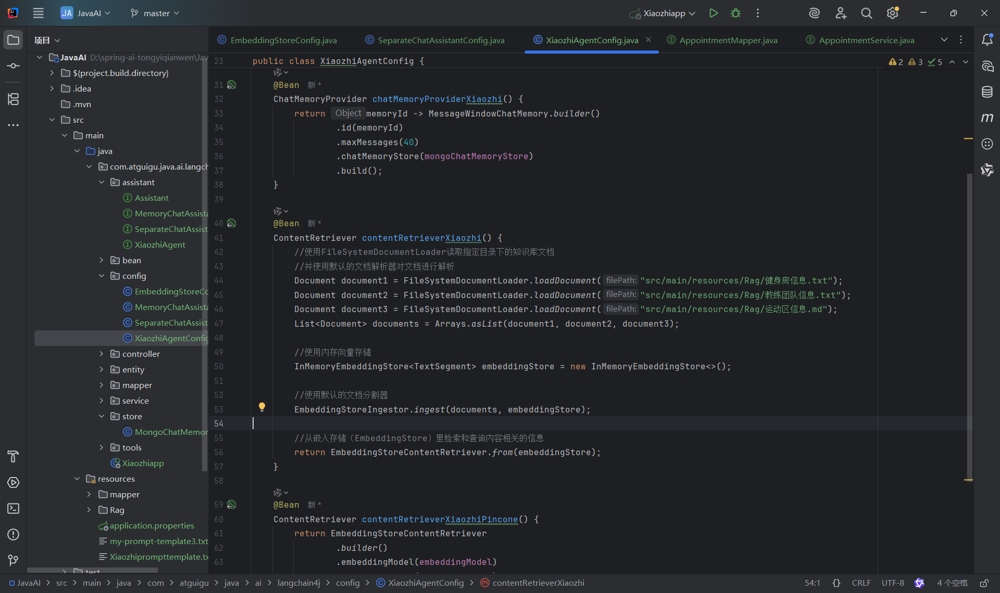 JA JavaAI master Xiaozhiapp
项目
JavaAI D:\spring-ai-tongyiqianwen\Jav
${project.build.directory}
.idea
.mvn
src
main
java
com.atguigu.java.ai.langch
assistant
Assistant
MemoryChatAssista
SeparateChatAssist
XiaozhiAgent
bean
config
EmbeddingStoreCo
MemoryChatAssista
SeparateChatAssist
XiaozhiAgentConfig
controller
entity
mapper
service
store
MongoChatMemor
tools
Xiaozhiapp
resources
mapper
Rag
application.properties
my-prompt-template3.txt
Xiaozhiprompttemplate.tx
test
EmbeddingStoreConfig.java SeparateChatAssistantConfig.java XiaozhiAgentConfig.java AppointmentMapper.java AppointmentService.java
23 public class XiaozhiAgentConfig { 2 3 5
31 @Bean 新 *
32 ChatMemoryProvider chatMemoryProviderXiaozhi() {
33 return Object memoryId -> MessageWindowChatMemory.builder()
34 .id(memoryId)
35 .maxMessages(40)
36 .chatMemoryStore(mongoChatMemoryStore)
37 .build();
38 }
39
40 @Bean 新 *
41 ContentRetriever contentRetrieverXiaozhi() {
42 //使用FileSystemDocumentLoader读取指定目录下的知识库文档
43 //并使用默认的文档解析器对文档进行解析
44 Document document1 = FileSystemDocumentLoader.loadDocument( filePath: "src/main/resources/Rag/健身房信息.txt");
45 Document document2 = FileSystemDocumentLoader.loadDocument( filePath: "src/main/resources/Rag/教练团队信息.txt");
46 Document document3 = FileSystemDocumentLoader.loadDocument( filePath: "src/main/resources/Rag/运动区信息.md");
47 List<Document> documents = Arrays.asList(document1, document2, document3);
48
49 //使用内存向量存储
50 InMemoryEmbeddingStore<TextSegment> embeddingStore = new InMemoryEmbeddingStore<>();
51
52 //使用默认的文档分割器
53 EmbeddingStoreIngestor.ingest(documents, embeddingStore);
54
55 //从嵌入存储（EmbeddingStore）里检索和查询内容相关的信息
56 return EmbeddingStoreContentRetriever.from(embeddingStore);
57 }
58
59 @Bean 新 *
60 ContentRetriever contentRetrieverXiaozhiPincone() {
61 return EmbeddingStoreContentRetriever
62 .builder()
63 .embeddingModel(embeddingModel)
JavaAI > src > main > java > com > atguigu > java > ai > langchain4j > config > XiaozhiAgentConfig > contentRetrieverXiaozhi 54:1 {} CRLF UTF-8 4 个空格